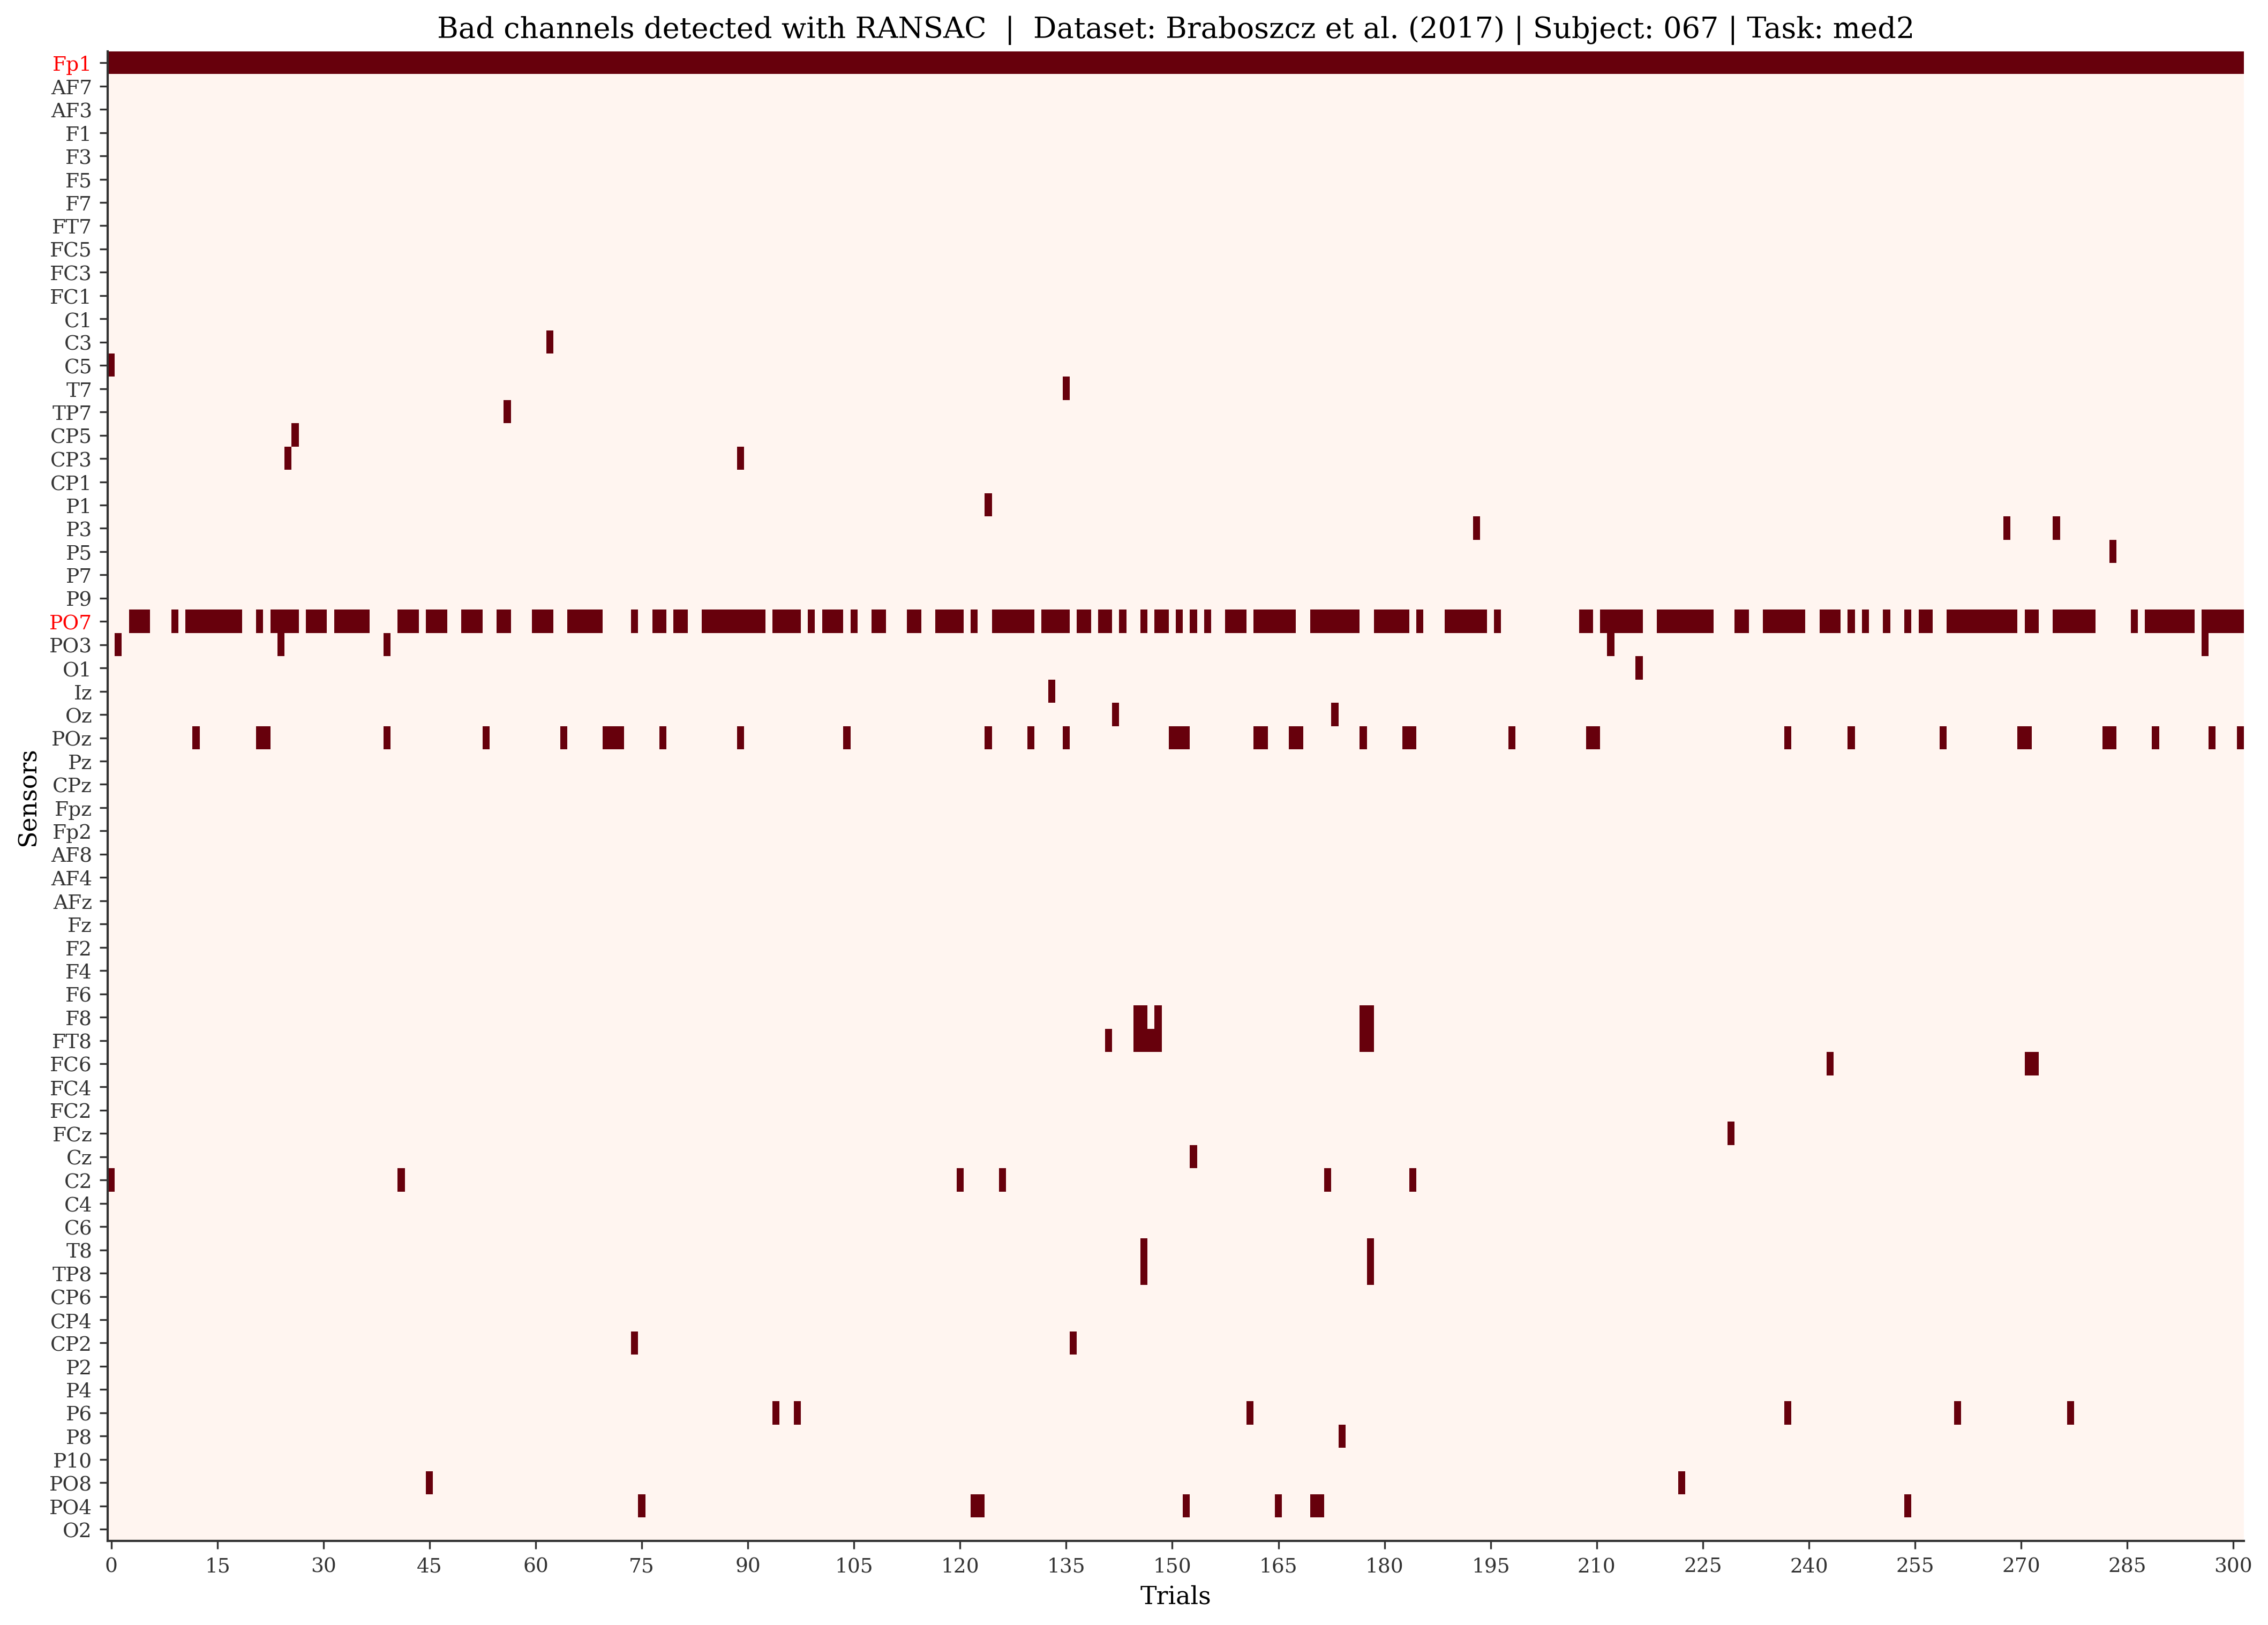 Bad channels detected with RANSAC | Dataset: Braboszcz et al. (2017) | Subject: 067 | Task: med2
Sensors
Fp1
AF7
AF3
F1
F3
F5
F7
FT7
FC5
FC3
FC1
C1
C3
C5
T7
TP7
CP5
CP3
CP1
P1
P3
P5
P7
P9
PO7
PO3
O1
Iz
Oz
POz
Pz
CPz
Fpz
Fp2
AF8
AF4
AFz
Fz
F2
F4
F6
F8
FT8
FC6
FC4
FC2
FCz
Cz
C2
C4
C6
T8
TP8
CP6
CP4
CP2
P2
P4
P6
P8
P10
PO8
PO4
O2
0 15 30 45 60 75 90 105 120 135 150 165 180 195 210 225 240 255 270 285 300
Trials